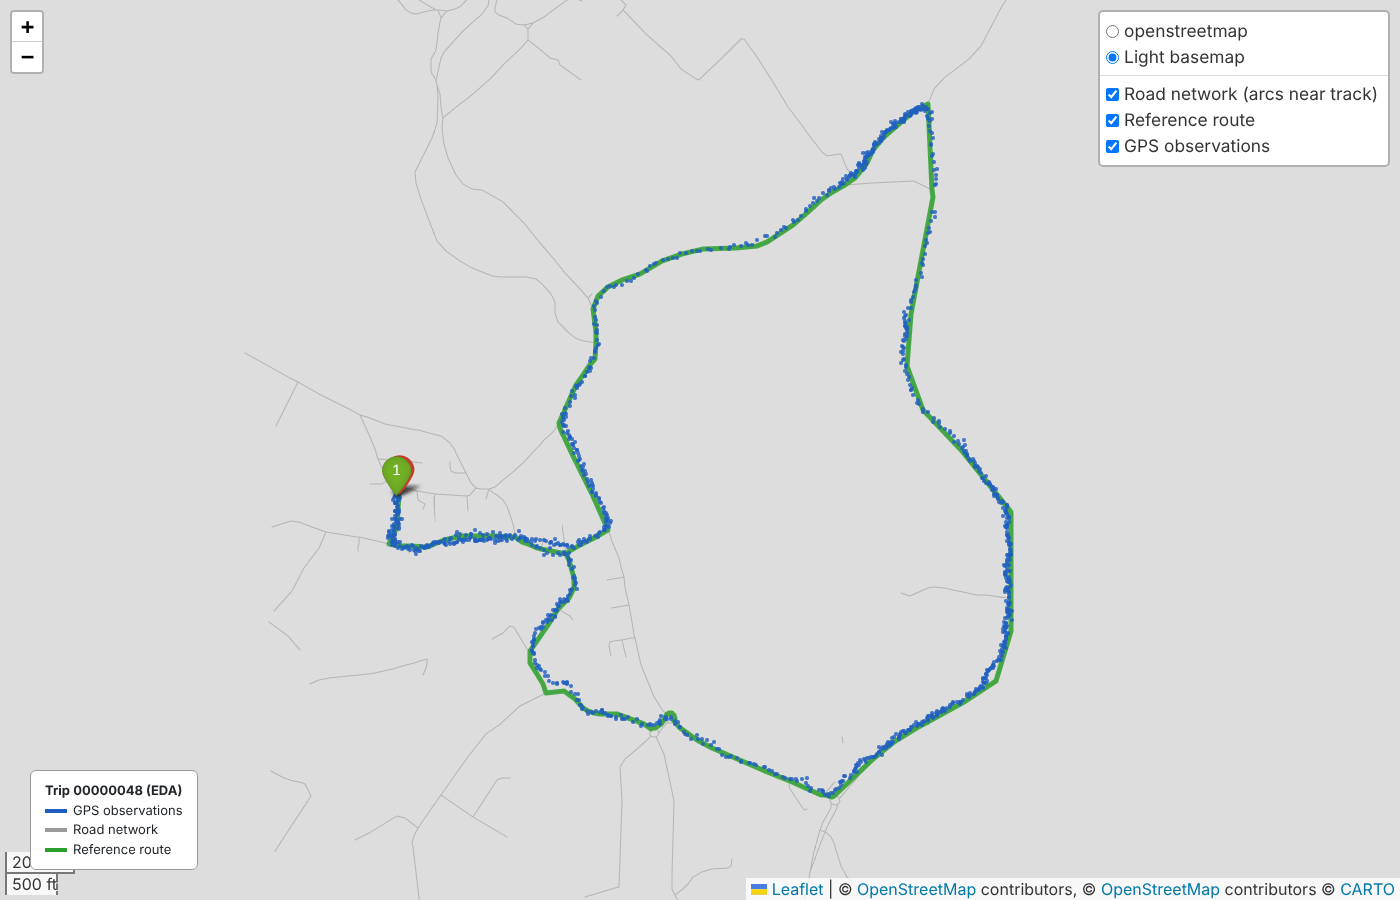 +
−
openstreetmap
Light basemap
Road network (arcs near track)
Reference route
GPS observations
1
Trip 00000048 (EDA)
GPS observations
Road network
Reference route
500 ft
Leaflet | © OpenStreetMap contributors, © OpenStreetMap contributors © CARTO